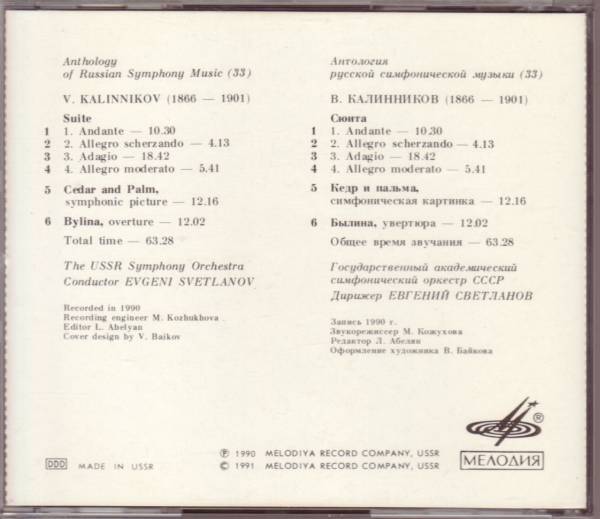 Anthology
of Russian Symphony Music (33)
V. KALINNIKOV (1866 — 1901)
Suite
1 1. Andante — 10.30
2 2. Allegro scherzando — 4.13
3 3. Adagio — 18.42
4 4. Allegro moderato — 5.41
5 Cedar and Palm,
symphonic picture — 12.16
6 Bylina, overture — 12.02
Total time — 63.28
The USSR Symphony Orchestra
Conductor EVGENI SVETLANOV
Recorded in 1990
Recording engineer M. Kozhukhova
Editor L. Abelyan
Cover design by V. Baikov
Антология
русской симфонической музыки (33)
В. КАЛИННИКОВ (1866 — 1901)
Сюита
1 1. Andante — 10.30
2 2. Allegro scherzando — 4.13
3 3. Adagio — 18.42
4 4. Allegro moderato — 5.41
5 Кедр и пальма,
симфоническая картинка — 12.16
6 Былина, увертюра — 12.02
Общее время звучания — 63.28
Государственный академический
симфонический оркестр СССР
Дирижер ЕВГЕНИЙ СВЕТЛАНОВ
Запись 1990 г.
Звукорежиссер М. Кожухова
Редактор Л. Абелян
Оформление художника В. Байкова
DDD MADE IN USSR
℗ 1990 MELODIYA RECORD COMPANY, USSR
© 1991 MELODIYA RECORD COMPANY, USSR
®
МЕЛОДИЯ